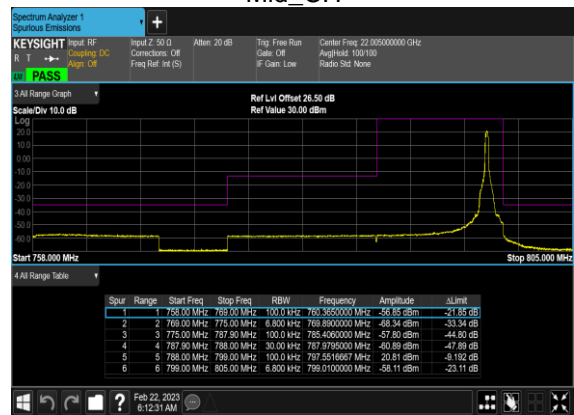 Spectrum Analyzer 1
Spurious Emissions
KEYSIGHT Input: RF Input Z: 50 Ω Atten: 20 dB Trig: Free Run Center Freq: 22.005000000 GHz
R T Coupling: DC Corrections: Off Gate: Off Avg|Hold: 100/100
Align: Off Freq Ref: Int (S) IF Gain: Low Radio Std: None
PASS
3 All Range Graph
Ref Lvl Offset 26.50 dB
Scale/Div 10.0 dB Ref Value 30.00 dBm
Log
20.0
10.0
0.00
-10.0
-20.0
-30.0
-40.0
-50.0
-60.0
Start 758.000 MHz Stop 805.000 MHz
4 All Range Table
Spur Range Start Freq Stop Freq RBW Frequency Amplitude ΔLimit
1 1 758.00 MHz 769.00 MHz 100.0 kHz 760.3650000 MHz -56.85 dBm -21.85 dB
2 2 769.00 MHz 775.00 MHz 6.800 kHz 769.8900000 MHz -68.34 dBm -33.34 dB
3 3 775.00 MHz 787.90 MHz 100.0 kHz 785.4060000 MHz -57.80 dBm -44.80 dB
4 4 787.90 MHz 788.00 MHz 30.00 kHz 787.9795000 MHz -60.89 dBm -47.89 dB
5 5 788.00 MHz 799.00 MHz 100.0 kHz 797.5516667 MHz 20.81 dBm -9.192 dB
6 6 799.00 MHz 805.00 MHz 6.800 kHz 799.0100000 MHz -58.11 dBm -23.11 dB
Feb 22, 2023
6:12:31 AM